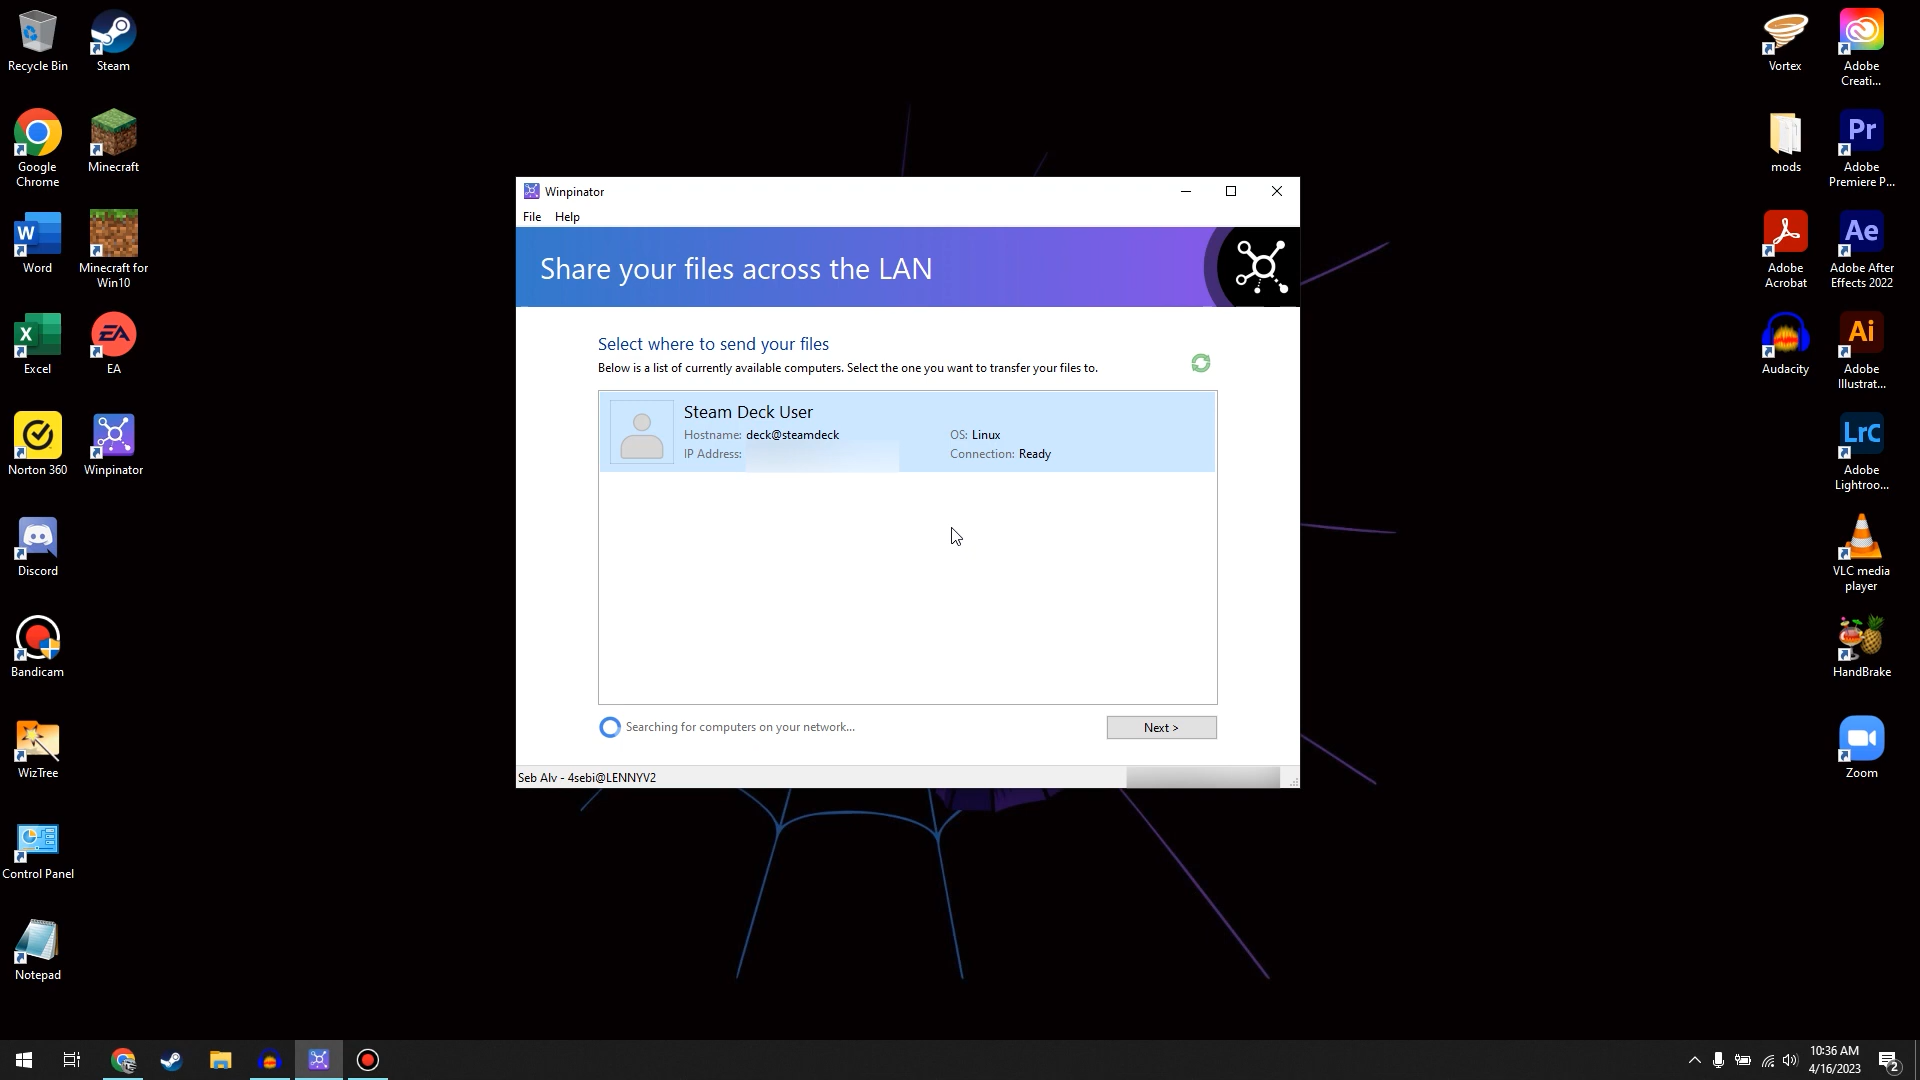 Recycle Bin
Steam
Google
Chrome
Minecraft
Word
Minecraft for
Win10
Excel
EA
Norton 360
Winpinator
Discord
Bandicam
WizTree
Control Panel
Notepad
Winpinator
File Help
Share your files across the LAN
Select where to send your files
Below is a list of currently available computers. Select the one you want to transfer your files to.
Steam Deck User
Hostname: deck@steamdeck
OS: Linux
IP Address:
Connection: Ready
Searching for computers on your network...
Next >
Seb Alv - 4sebi@LENNYV2
Vortex
Adobe
Creati...
mods
Pr
Adobe
Premiere P...
Adobe
Acrobat
Ae
Adobe After
Effects 2022
Audacity
Ai
Adobe
Illustrat...
LrC
Adobe
Lightroo...
VLC media
player
HandBrake
Zoom
10:36 AM
4/16/2023
2